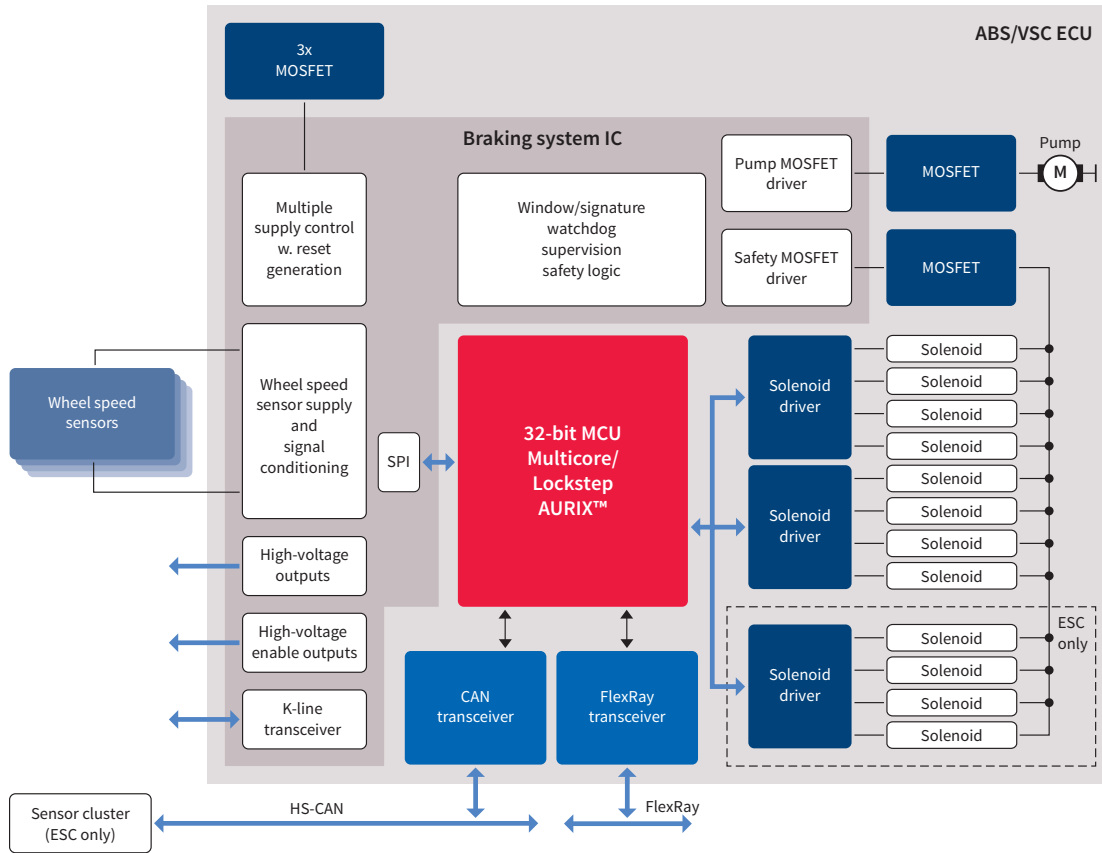 ABS/VSC ECU
3x
MOSFET
Braking system IC
Pump MOSFET
driver
MOSFET
Pump
M
Multiple
supply control
w. reset
generation
Window/signature
watchdog
supervision
safety logic
Safety MOSFET
driver
MOSFET
Wheel speed
sensors
Wheel speed
sensor supply
and
signal
conditioning
SPI
32-bit MCU
Multicore/
Lockstep
AURIX™
Solenoid
driver
Solenoid
Solenoid
Solenoid
Solenoid
Solenoid
driver
Solenoid
Solenoid
Solenoid
Solenoid
High-voltage
outputs
High-voltage
enable outputs
K-line
transceiver
CAN
transceiver
FlexRay
transceiver
Solenoid
driver
Solenoid
Solenoid
Solenoid
Solenoid
ESC
only
Sensor cluster
(ESC only)
HS-CAN
FlexRay